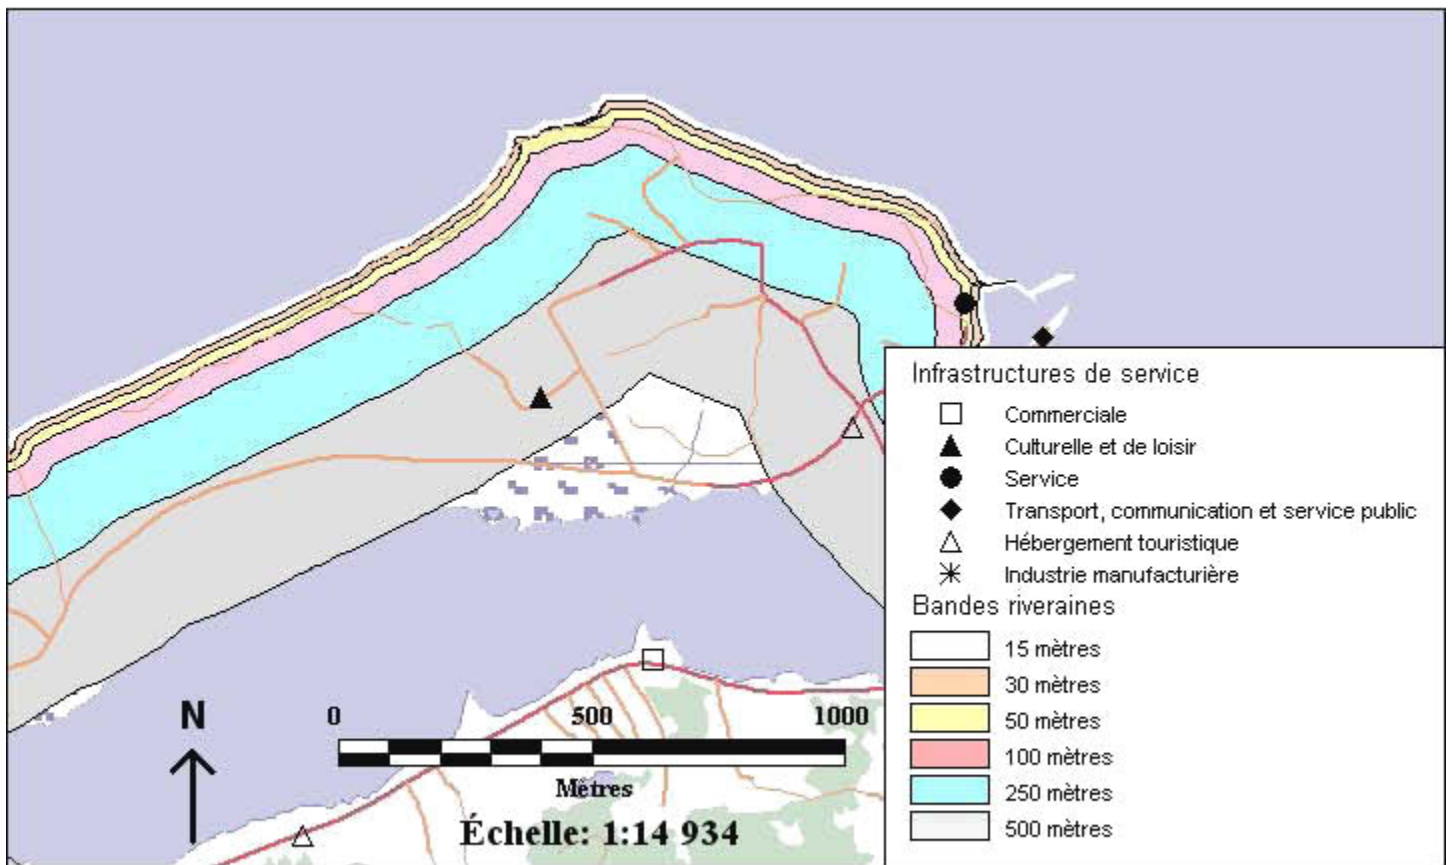 Infrastructures de service
Commerciale
Culturelle et de loisir
Service
Transport, communication et service public
Hébergement touristique
Industrie manufacturière
Bandes riveraines
15 mètres
30 mètres
50 mètres
100 mètres
250 mètres
500 mètres
N
0 500 1000
Mètres
Échelle: 1:14 934